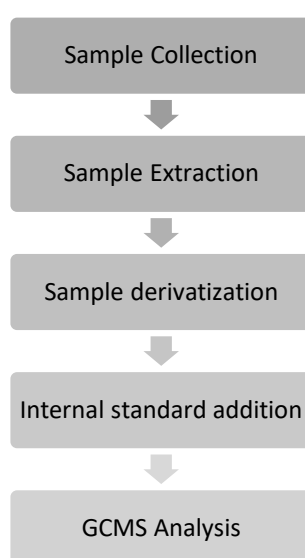 Sample Collection
Sample Extraction
Sample derivatization
Internal standard addition
GCMS Analysis